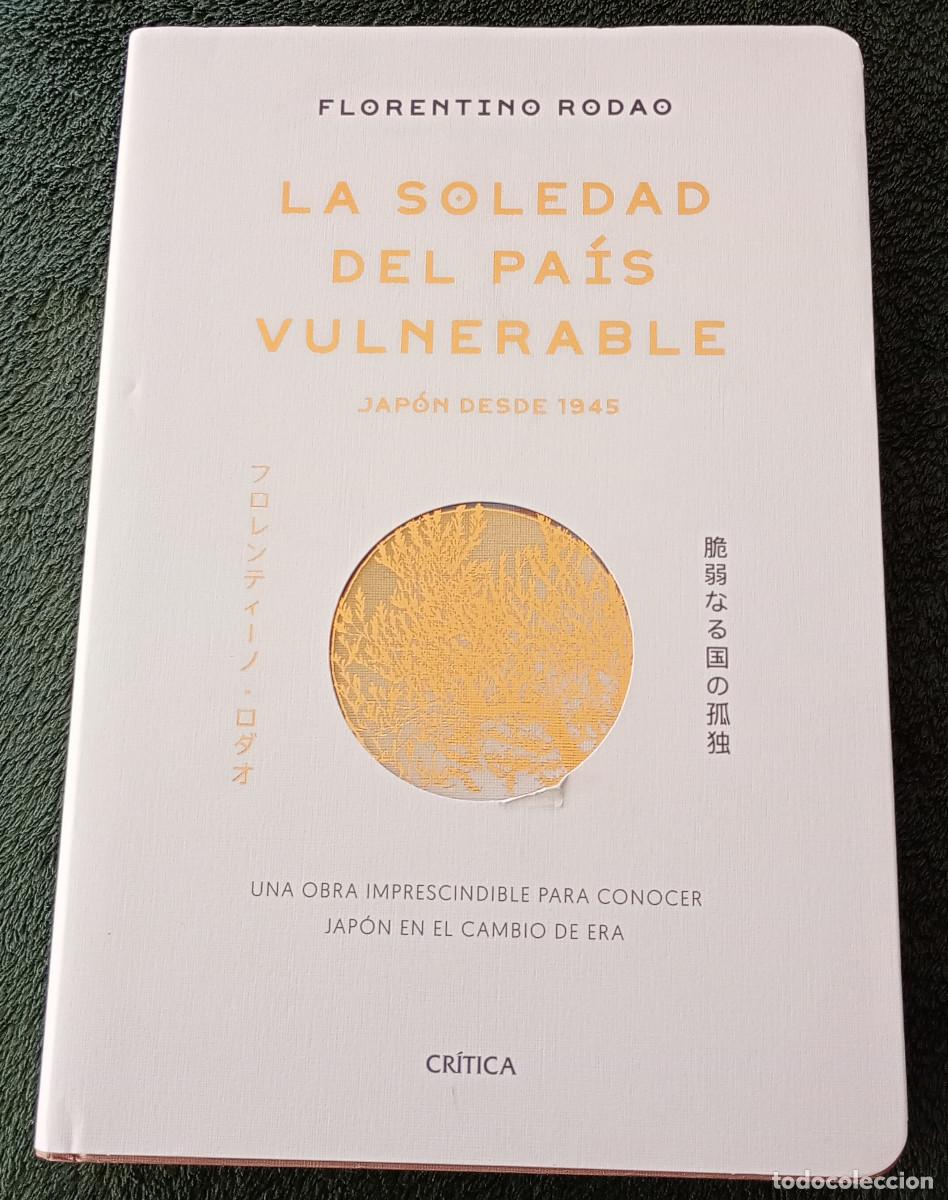 FLORENTINO RODAO
LA SOLEDAD
DEL PAÍS
VULNERABLE
JAPÓN DESDE 1945
フロレンティーノ・ロダオ
脆弱なる国の孤独
UNA OBRA IMPRESCINDIBLE PARA CONOCER
JAPÓN EN EL CAMBIO DE ERA
CRÍTICA
todocoleccion